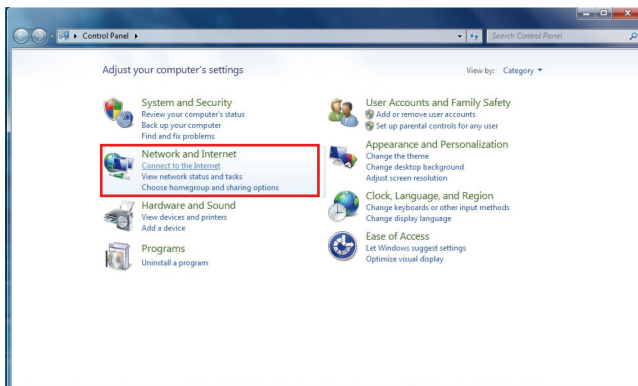 Control Panel
Search Control Panel
Adjust your computer's settings
View by: Category
System and Security
Review your computer's status
Back up your computer
Find and fix problems
Network and Internet
Connect to the Internet
View network status and tasks
Choose homegroup and sharing options
Hardware and Sound
View devices and printers
Add a device
Programs
Uninstall a program
User Accounts and Family Safety
Add or remove user accounts
Set up parental controls for any user
Appearance and Personalization
Change the theme
Change desktop background
Adjust screen resolution
Clock, Language, and Region
Change keyboards or other input methods
Change display language
Ease of Access
Let Windows suggest settings
Optimize visual display